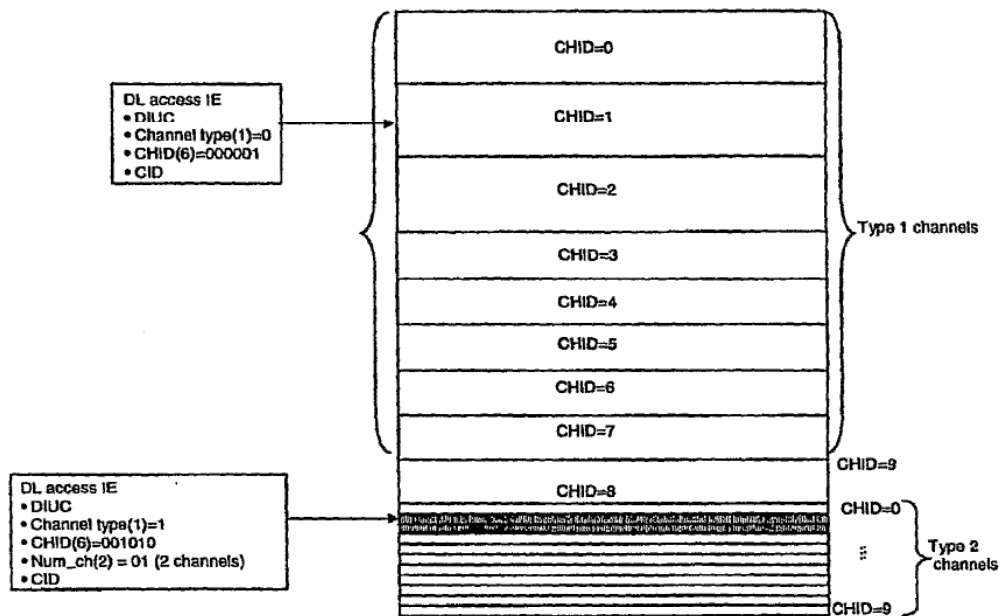 CHID=0
DL access IE
• DIUC
• Channel type(1)=0
• CHID(6)=000001
• CID
CHID=1
CHID=2
Type 1 channels
CHID=3
CHID=4
CHID=5
CHID=6
CHID=7
CHID=9
DL access IE
• DIUC
• Channel type(1)=1
• CHID(6)=001010
• Num_ch(2) = 01 (2 channels)
• CID
CHID=8
CHID=0
Type 2
channels
CHID=9